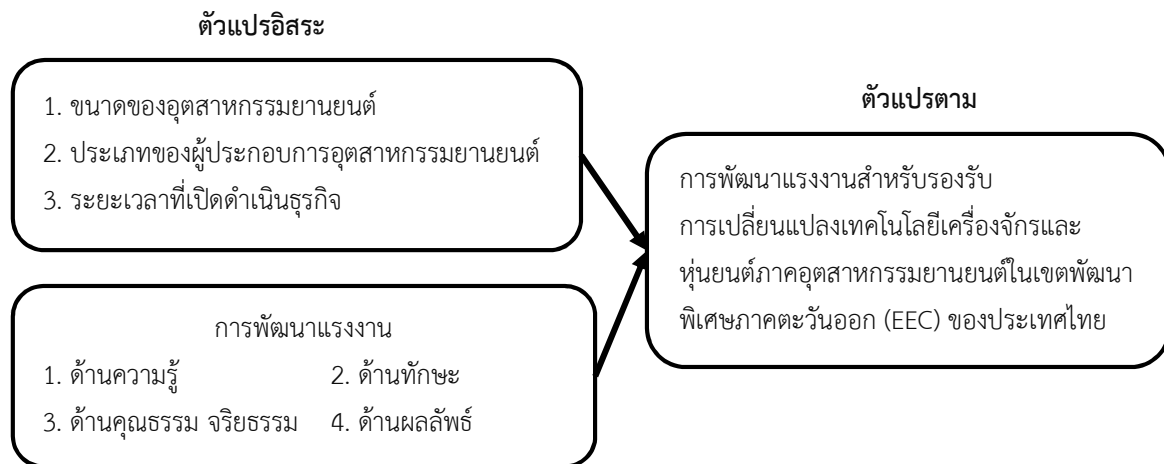 ตัวแปรอิสระ
1. ขนาดของอุตสาหกรรมยานยนต์
2. ประเภทของผู้ประกอบการอุตสาหกรรมยานยนต์
3. ระยะเวลาที่เปิดดำเนินธุรกิจ
การพัฒนาแรงงาน
1. ด้านความรู้ 2. ด้านทักษะ
3. ด้านคุณธรรม จริยธรรม 4. ด้านผลลัพธ์
ตัวแปรตาม
การพัฒนาแรงงานสำหรับรองรับ
การเปลี่ยนแปลงเทคโนโลยีเครื่องจักรและ
หุ่นยนต์ภาคอุตสาหกรรมยานยนต์ในเขตพัฒนา
พิเศษภาคตะวันออก (EEC) ของประเทศไทย